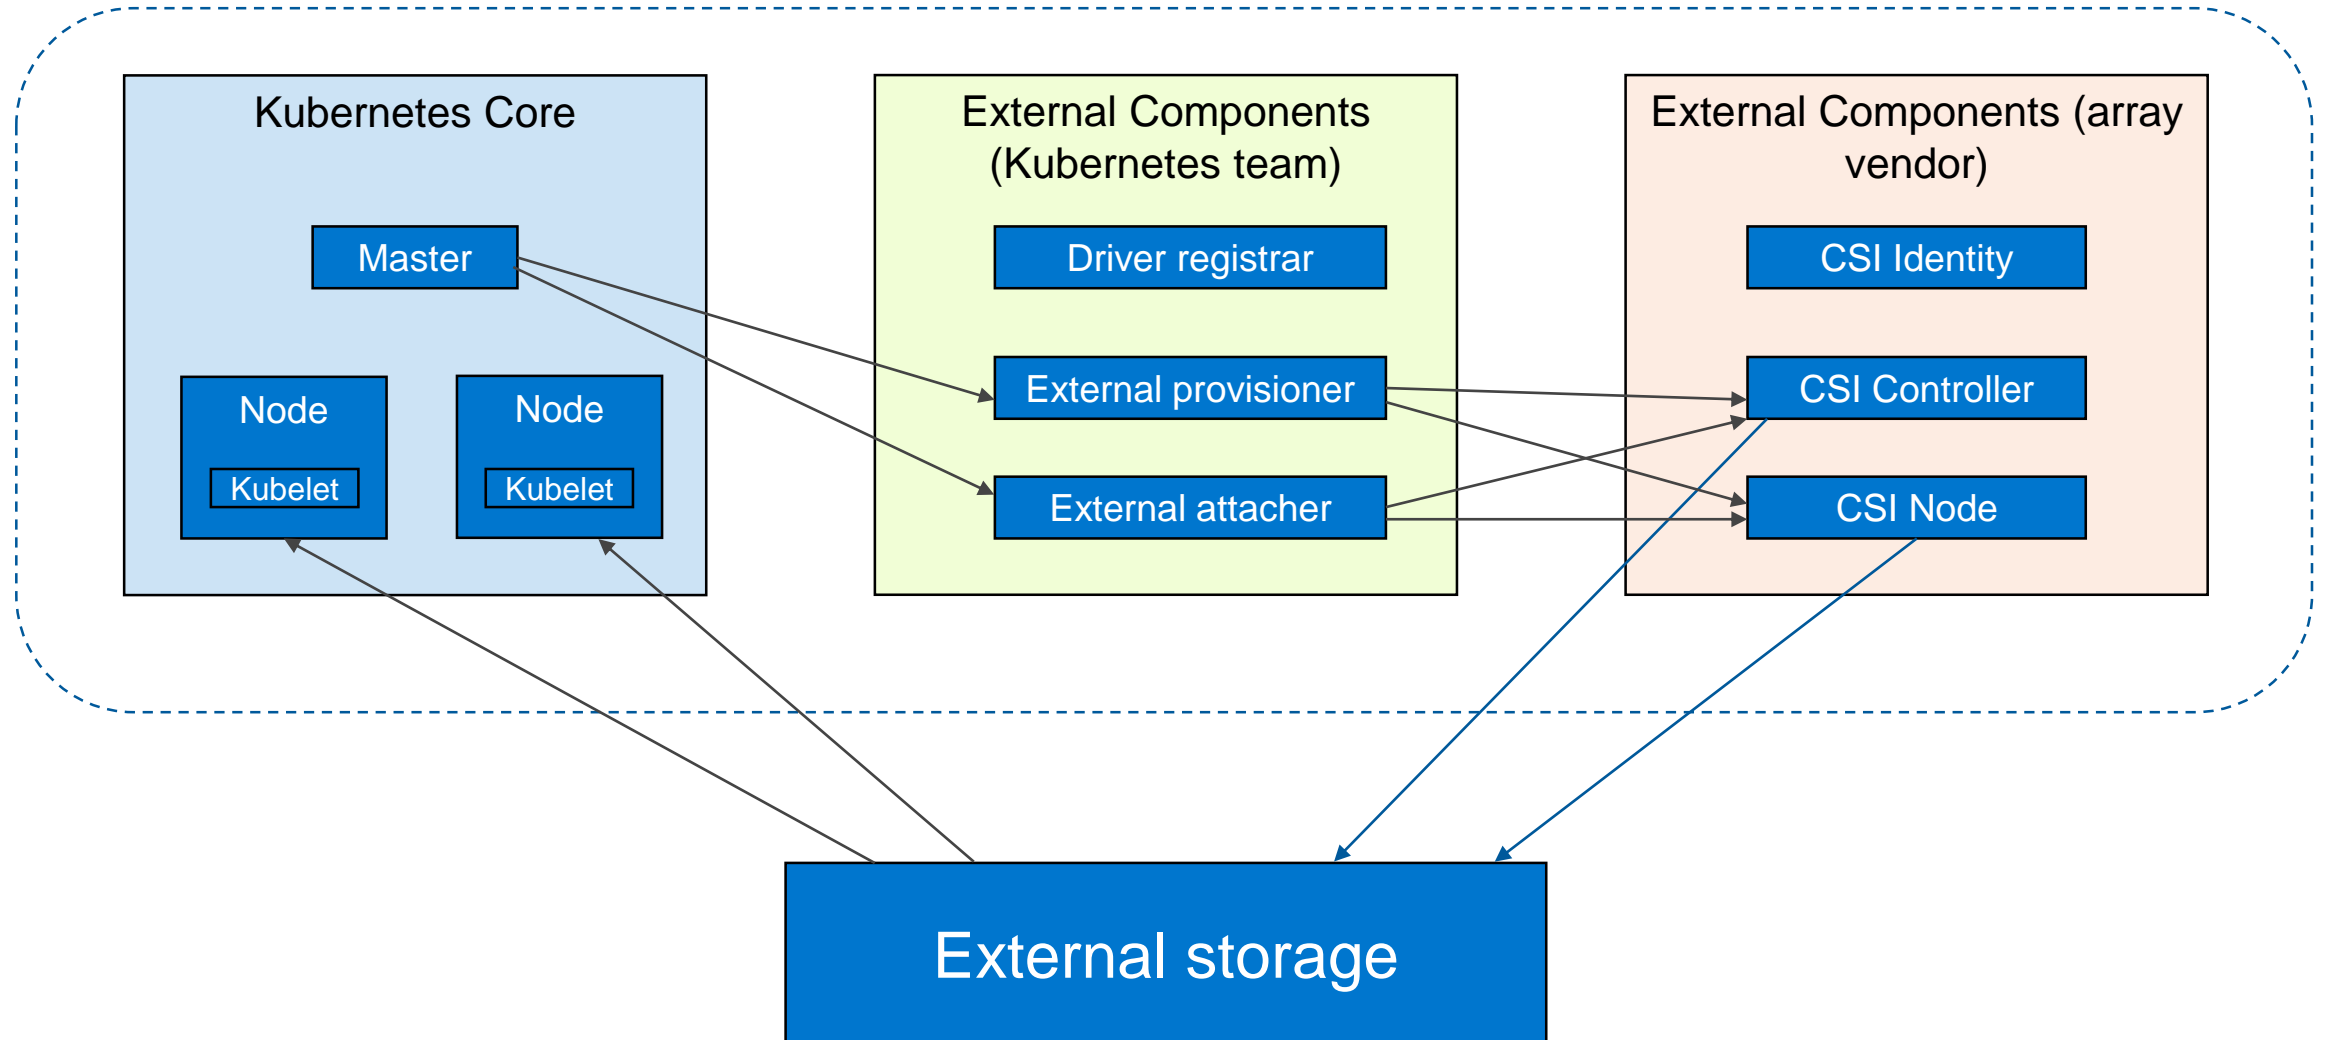 Kubernetes Core
Master
Node
Kubelet
Node
Kubelet
External Components
(Kubernetes team)
Driver registrar
External provisioner
External attacher
External Components (array
vendor)
CSI Identity
CSI Controller
CSI Node
External storage